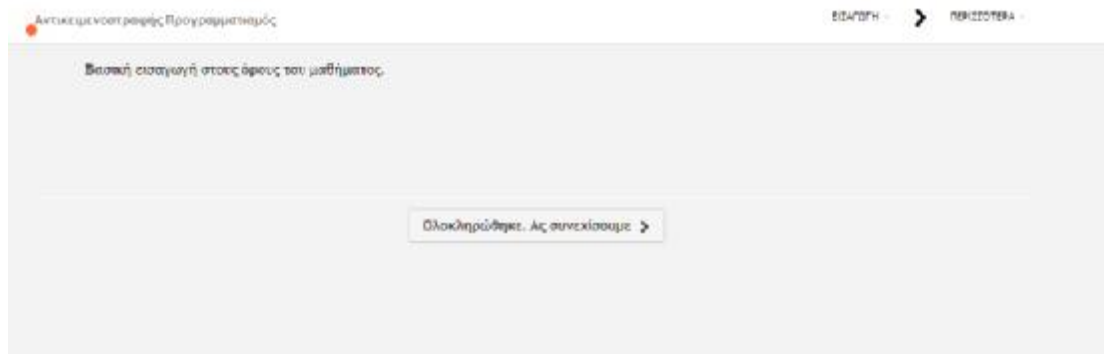 Αντικειμενοστραφής Προγραμματισμός
ΕΙΣΑΓΩΓΗ
ΠΕΡΙΣΣΟΤΕΡΑ
Βασική εισαγωγή στους όρους του μαθήματος.
Ολοκληρώθηκε. Ας συνεχίσουμε